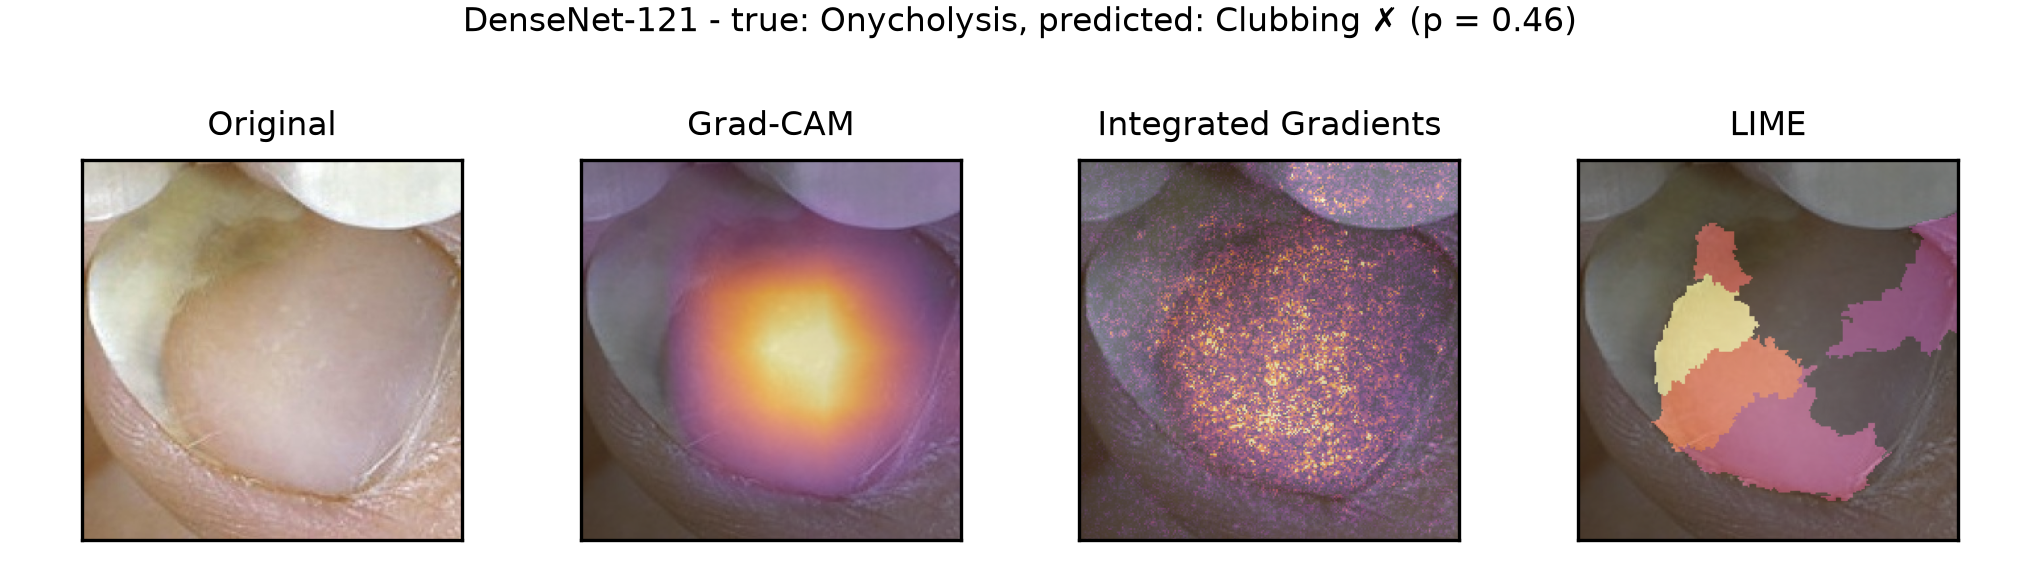 DenseNet-121 - true: Onycholysis, predicted: Clubbing ✗ (p = 0.46)
Original
Grad-CAM
Integrated Gradients
LIME